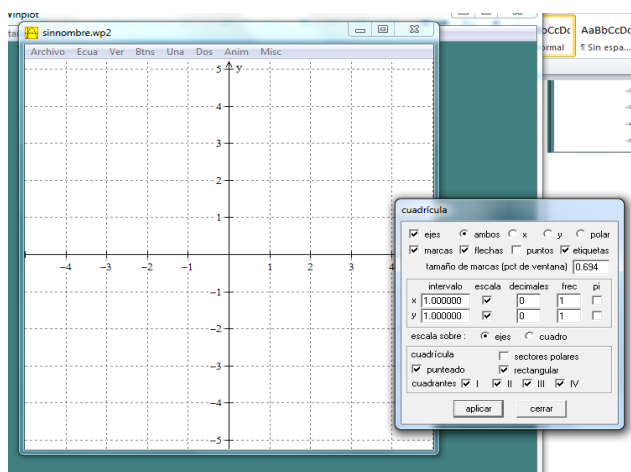 Winplot
sinnombre.wp2
Archivo Ecua Ver Btns Una Dos Anim Misc
AaBbCcDc
¶ Sin espa...
y
5
4
3
2
1
-4 -3 -2 -1 1 2 3 4
-1
-2
-3
-4
-5
cuadrícula
ejes ambos x y polar
marcas flechas puntos etiquetas
tamaño de marcas (pct de ventana) 0.694
intervalo escala decimales frec pi
x 1.000000 0 1
y 1.000000 0 1
escala sobre : ejes cuadro
cuadrícula sectores polares
punteado rectangular
cuadrantes I II III IV
aplicar cerrar